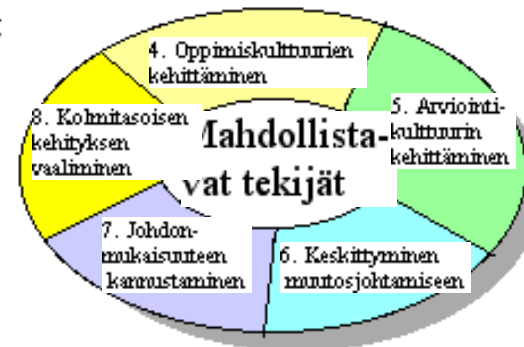 4. Oppimiskulttuurien
kehittäminen
5. Arviointi-
kulttuurin
kehittäminen
6. Keskittyminen
muutosjohtamiseen
7. Johdon-
mukaisuuteen
kannustaminen
8. Kolmitasoisen
kehityksen
vaaliminen
Mahdollista-
vat tekijät